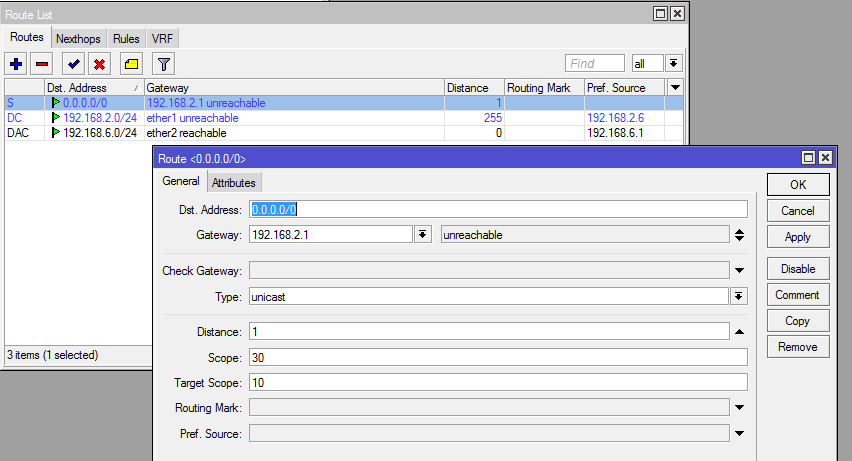 Route List
Routes Nexthops Rules VRF
Find all
Dst. Address Gateway Distance Routing Mark Pref. Source
S 0.0.0.0/0 192.168.2.1 unreachable 1
DC 192.168.2.0/24 ether1 unreachable 255 192.168.2.6
DAC 192.168.6.0/24 ether2 reachable 0 192.168.6.1
3 items (1 selected)
Route <0.0.0.0/0>
General Attributes
Dst. Address: 0.0.0.0/0
Gateway: 192.168.2.1 unreachable
Check Gateway:
Type: unicast
Distance: 1
Scope: 30
Target Scope: 10
Routing Mark:
Pref. Source:
OK
Cancel
Apply
Disable
Comment
Copy
Remove